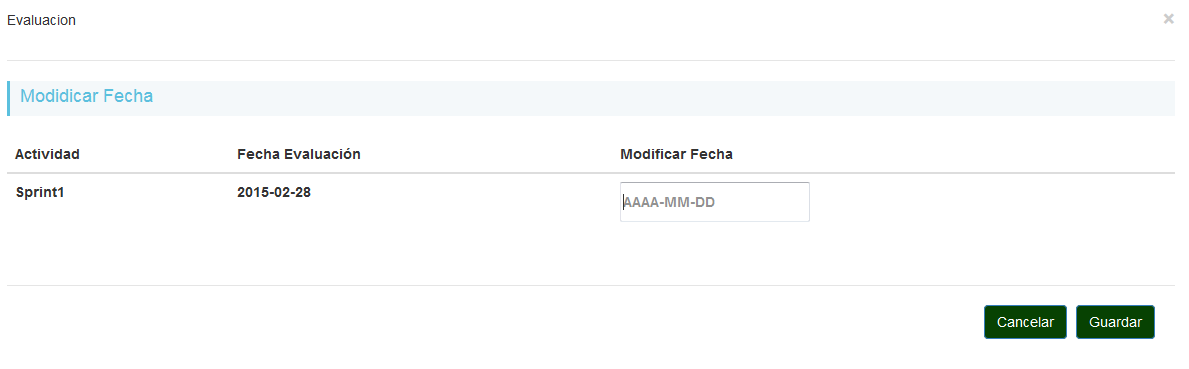 Evaluacion ×
Modidicar Fecha
Actividad Fecha Evaluación Modificar Fecha
Sprint1 2015-02-28 AAAA-MM-DD
Cancelar Guardar